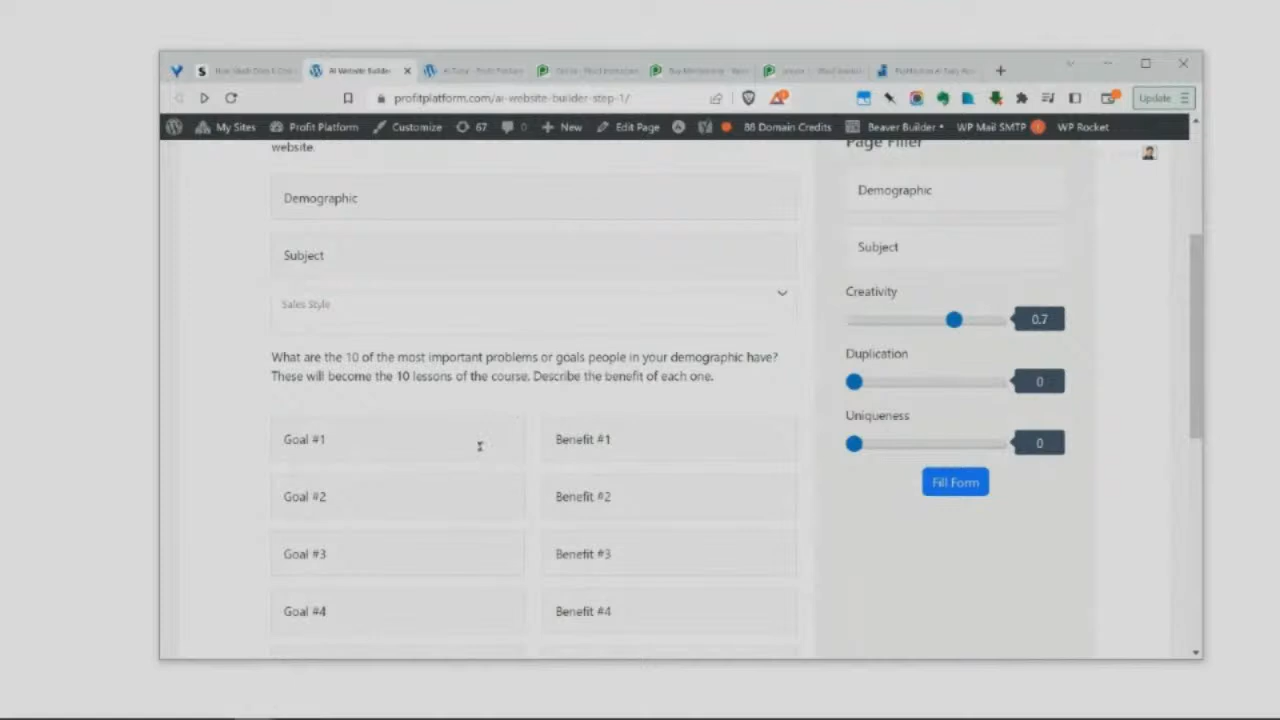 AI Website Builder
profitplatform.com/ai-website-builder-step-1/
Update
My Sites
Profit Platform
Customize
67
0
New
Edit Page
88 Domain Credits
Beaver Builder
WP Mail SMTP
WP Rocket
website.
Demographic
Subject
Sales Style
What are the 10 of the most important problems or goals people in your demographic have?
These will become the 10 lessons of the course. Describe the benefit of each one.
Goal #1
Benefit #1
Goal #2
Benefit #2
Goal #3
Benefit #3
Goal #4
Benefit #4
Page Filler
Demographic
Subject
Creativity
0.7
Duplication
0
Uniqueness
0
Fill Form